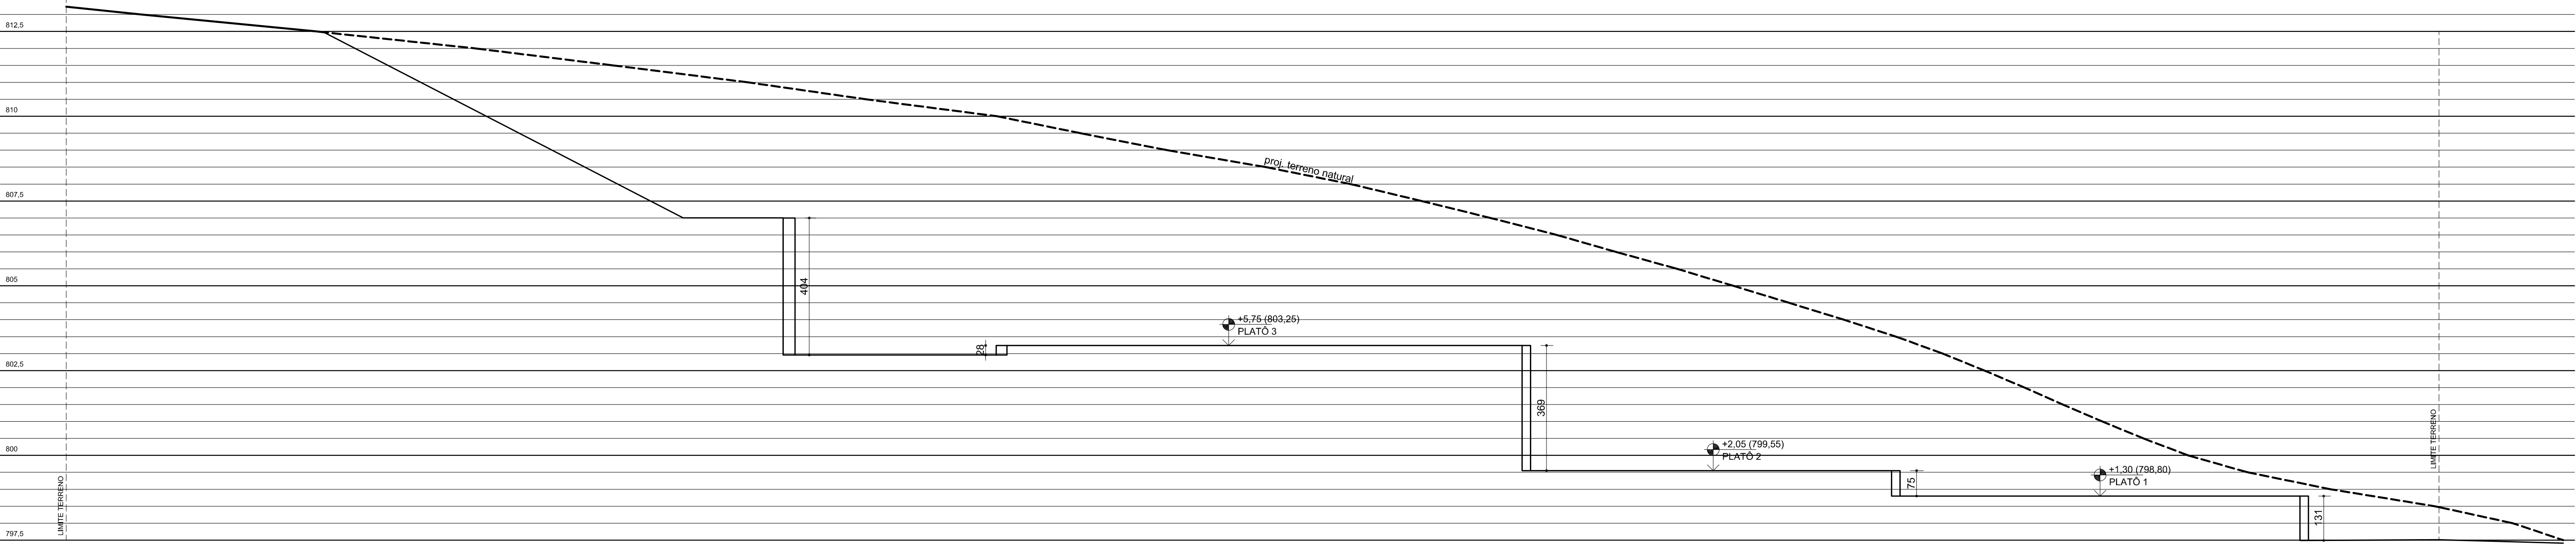 812,5
810
proj. terreno natural
807,5
805
404
+5,75 (803,25)
PLATÔ 3
28
802,5
369
LIMITE TERRENO
+2,05 (799,55)
PLATÔ 2
800
+1,30 (798,80)
PLATÔ 1
75
LIMITE TERRENO
131
797,5